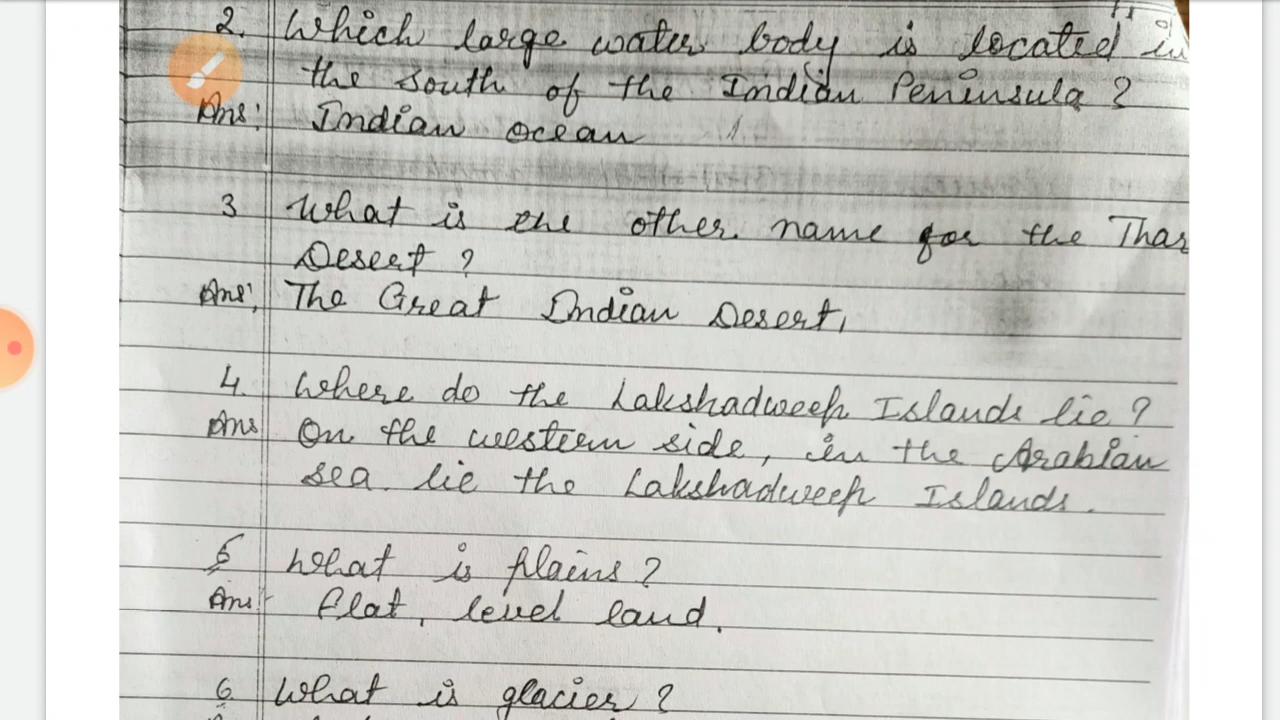 2. Which large water body is located in
the south of the Indian Peninsula ?
Ans: Indian ocean
3 What is the other name for the Thar
Desert ?
Ans: The Great Indian Desert,
4. Where do the Lakshadweep Islands lie ?
Ans On the western side, in the Arabian
sea lie the Lakshadweep Islands.
5 What is plains ?
Ans: flat, level land.
6 What is glacier ?